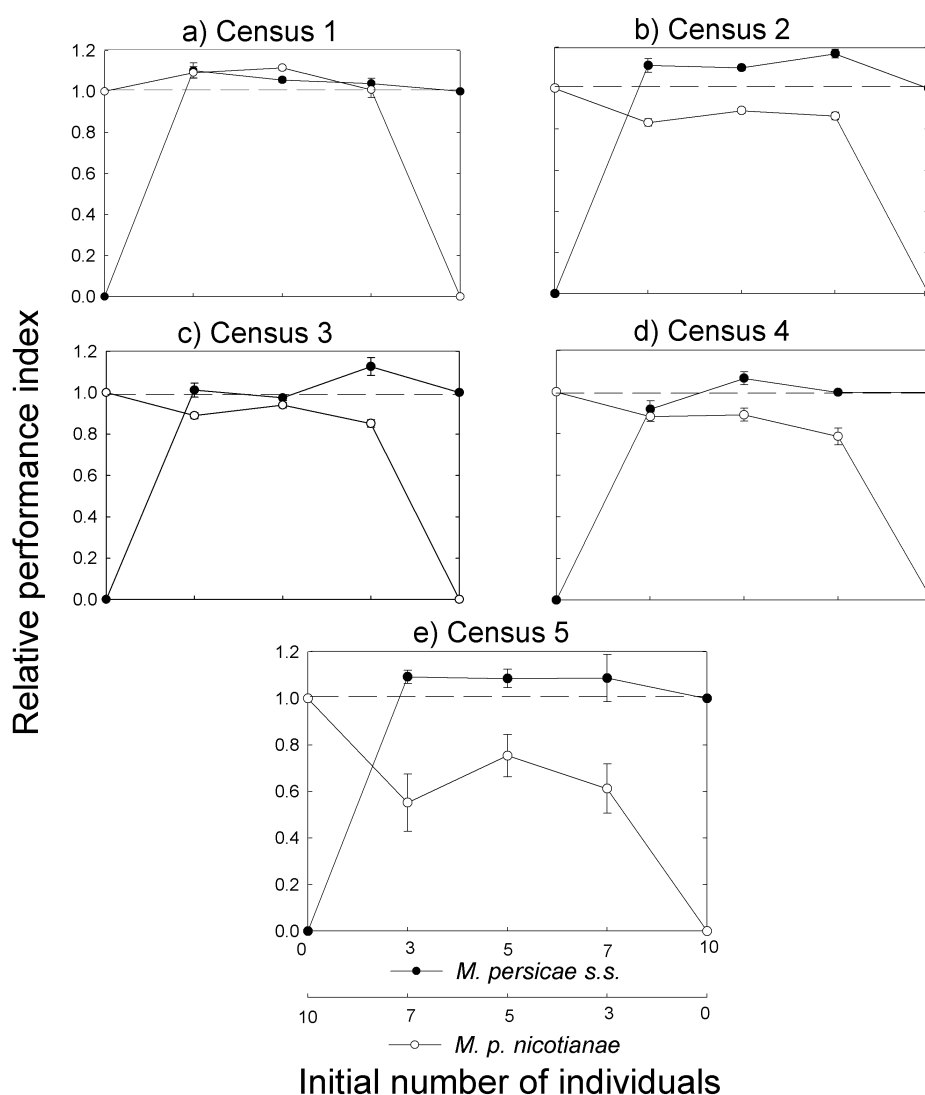 a) Census 1
b) Census 2
1.2
1.0
0.8
0.6
0.4
0.2
0.0
c) Census 3
d) Census 4
1.2
1.0
0.8
0.6
0.4
0.2
0.0
Relative performance index
e) Census 5
1.2
1.0
0.8
0.6
0.4
0.2
0.0
0 3 5 7 10
M. persicae s.s.
10 7 5 3 0
M. p. nicotianae
Initial number of individuals